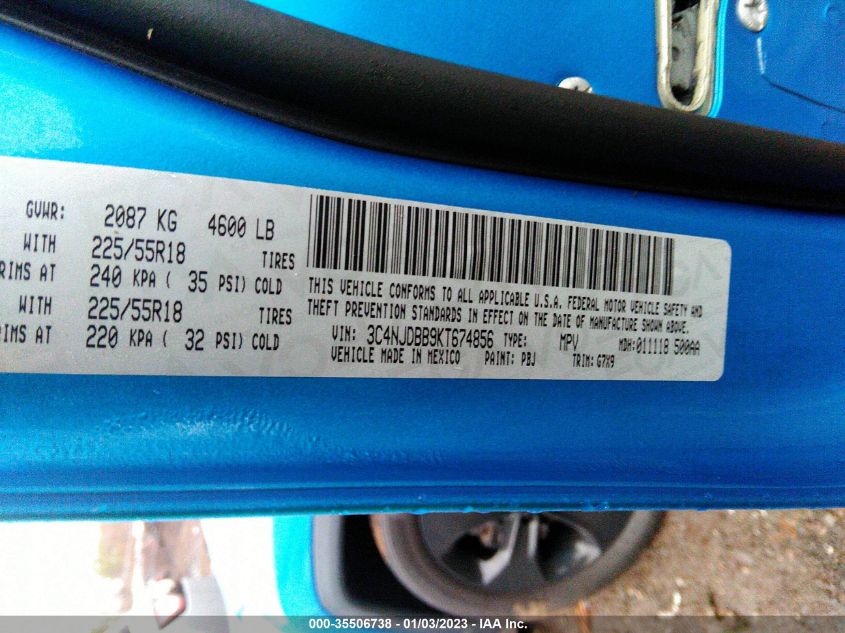 GVWR: 2087 KG 4600 LB
WITH 225/55R18 TIRES
RIMS AT 240 KPA ( 35 PSI) COLD
WITH 225/55R18 TIRES
RIMS AT 220 KPA ( 32 PSI) COLD
THIS VEHICLE CONFORMS TO ALL APPLICABLE U.S.A. FEDERAL MOTOR VEHICLE SAFETY AND
THEFT PREVENTION STANDARDS IN EFFECT ON THE DATE OF MANUFACTURE SHOWN ABOVE.
VIN: 3C4NJDBB9KT674856 TYPE: MPV MDH:011118 500AA
VEHICLE MADE IN MEXICO PAINT: PBJ TRIM: G7X9
000-35506738 - 01/03/2023 - IAA Inc.